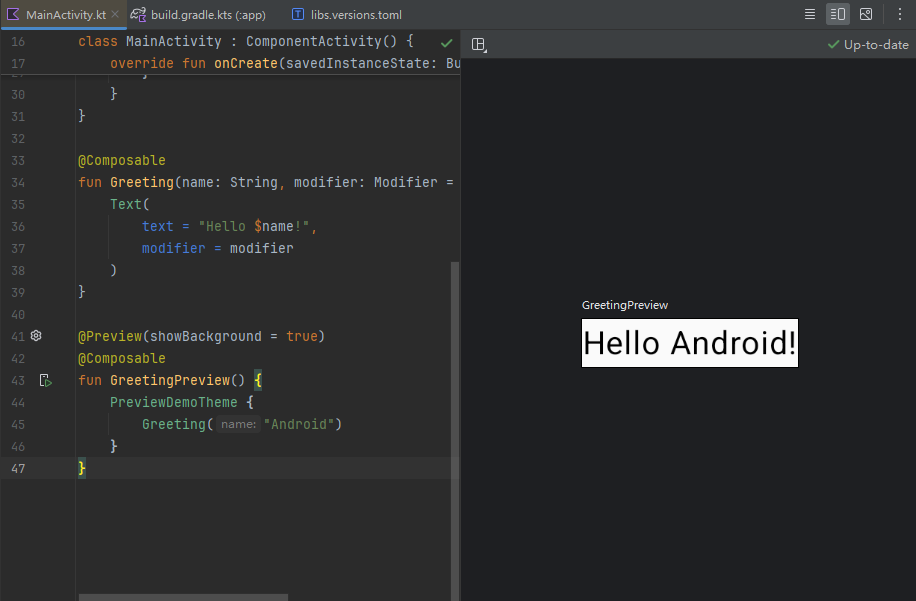 MainActivity.kt
build.gradle.kts (:app)
libs.versions.toml
16 class MainActivity : ComponentActivity() {
17 override fun onCreate(savedInstanceState: Bu
30 }
31 }
32
33 @Composable
34 fun Greeting(name: String, modifier: Modifier =
35 Text(
36 text = "Hello $name!",
37 modifier = modifier
38 )
39 }
40
41 @Preview(showBackground = true)
42 @Composable
43 fun GreetingPreview() {
44 PreviewDemoTheme {
45 Greeting( name: "Android")
46 }
47 }
Up-to-date
GreetingPreview
Hello Android!